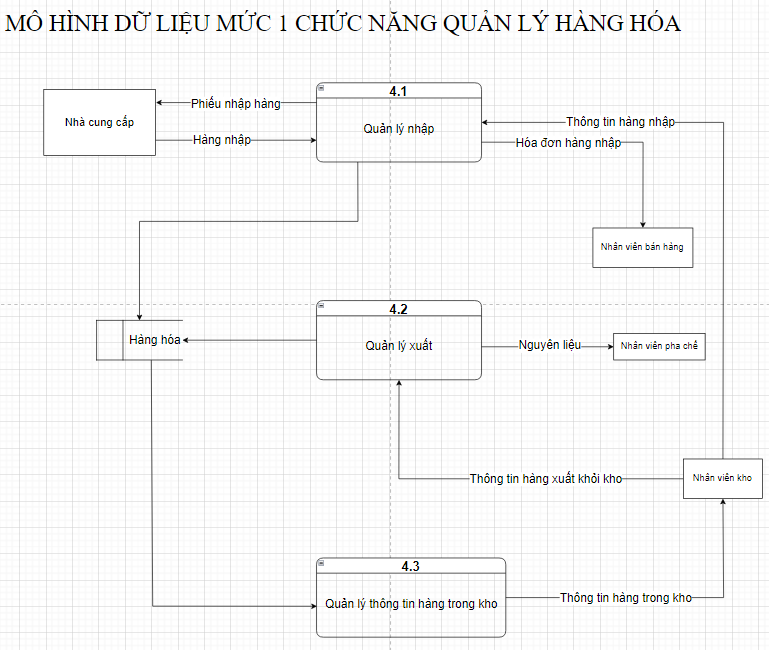 MÔ HÌNH DỮ LIỆU MỨC 1 CHỨC NĂNG QUẢN LÝ HÀNG HÓA
4.1
Phiếu nhập hàng
Nhà cung cấp
Quản lý nhập
Thông tin hàng nhập
Hàng nhập
Hóa đơn hàng nhập
Nhân viên bán hàng
4.2
Hàng hóa
Quản lý xuất
Nguyên liệu
Nhân viên pha chế
Thông tin hàng xuất khỏi kho
Nhân viên kho
4.3
Quản lý thông tin hàng trong kho
Thông tin hàng trong kho